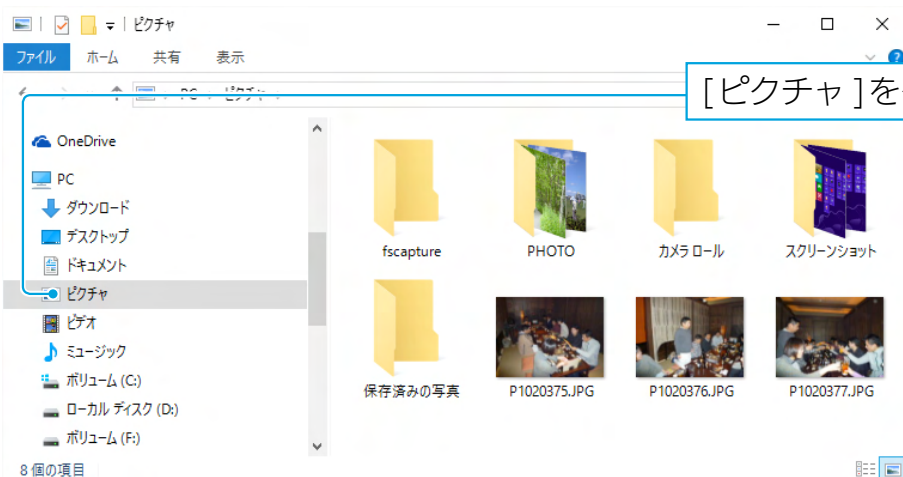 ピクチャ
ファイル ホーム 共有 表示
PC ピクチャ
[ピクチャ]を
OneDrive
PC
ダウンロード
デスクトップ
ドキュメント
ピクチャ
ビデオ
ミュージック
ボリューム (C:)
ローカル ディスク (D:)
ボリューム (F:)
fscapture PHOTO カメラ ロール スクリーンショット
保存済みの写真 P1020375.JPG P1020376.JPG P1020377.JPG
8 個の項目